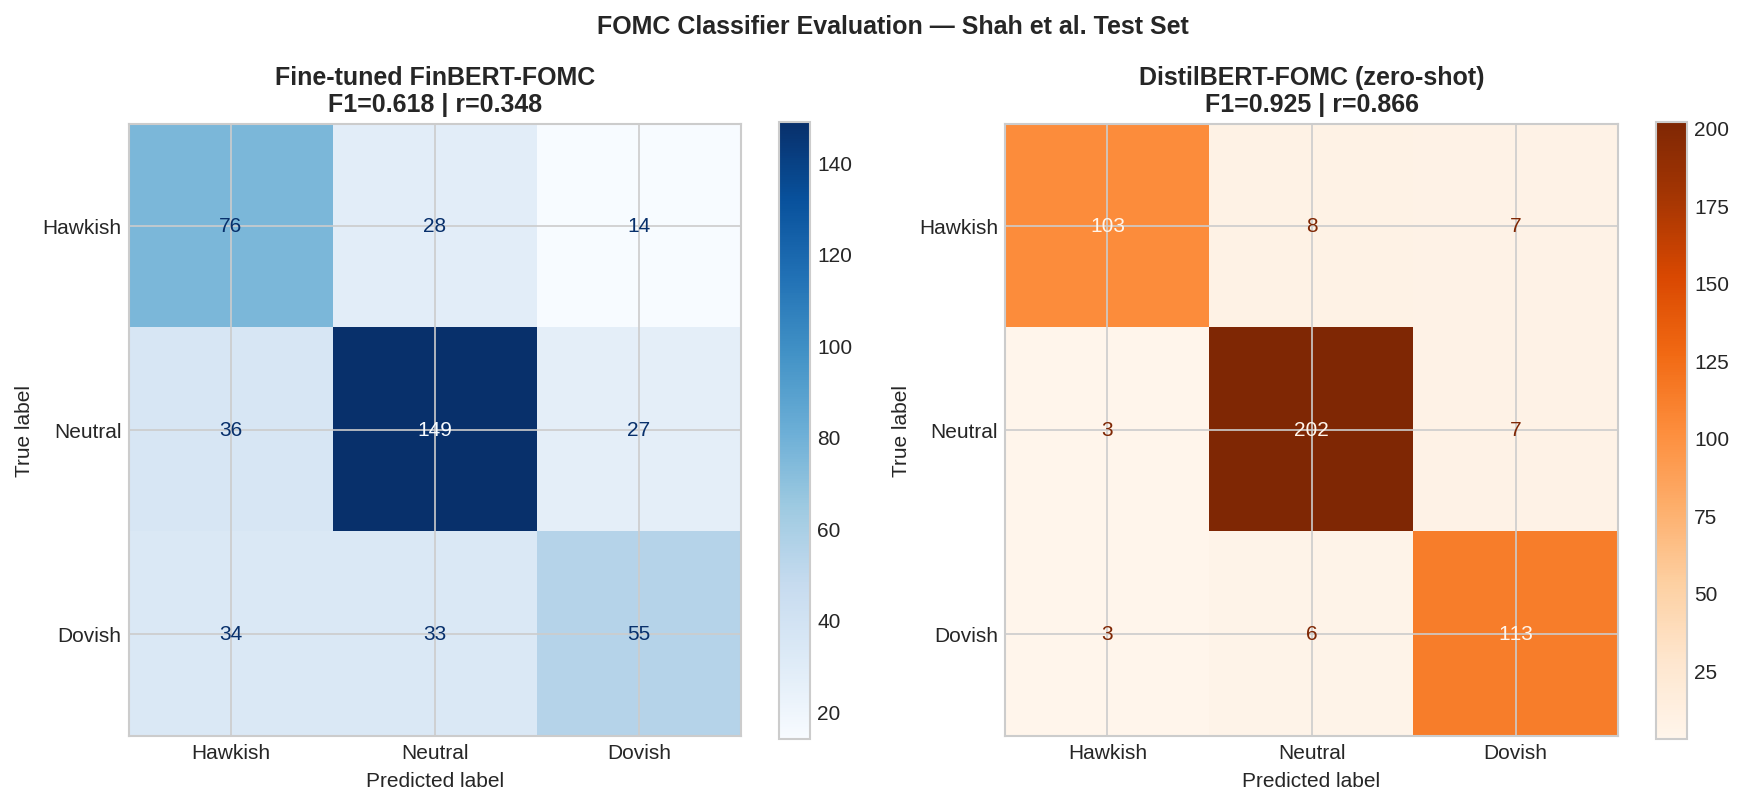 FOMC Classifier Evaluation — Shah et al. Test Set
Fine-tuned FinBERT-FOMC
F1=0.618 | r=0.348
True label
Hawkish
Neutral
Dovish
76 28 14
36 149 27
34 33 55
Hawkish Neutral Dovish
Predicted label
140
120
100
80
60
40
20
DistilBERT-FOMC (zero-shot)
F1=0.925 | r=0.866
True label
Hawkish
Neutral
Dovish
103 8 7
3 202 7
3 6 113
Hawkish Neutral Dovish
Predicted label
200
175
150
125
100
75
50
25